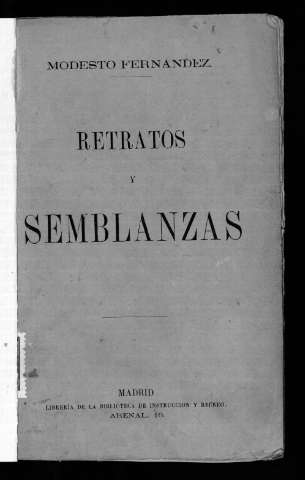 MODESTO FERNANDEZ
RETRATOS
Y
SEMBLANZAS
MADRID
LIBRERÍA DE LA BIBLIOTECA DE INSTRUCCION Y RECREO.
ARENAL, 16.